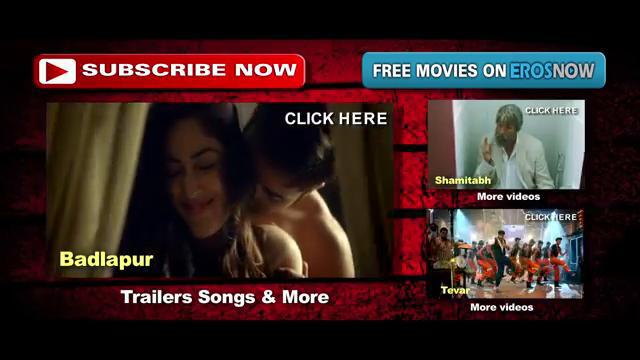 SUBSCRIBE NOW
FREE MOVIES ON EROSNOW
CLICK HERE
Badlapur
Trailers Songs & More
CLICK HERE
Shamitabh
More videos
CLICK HERE
Tevar
More videos